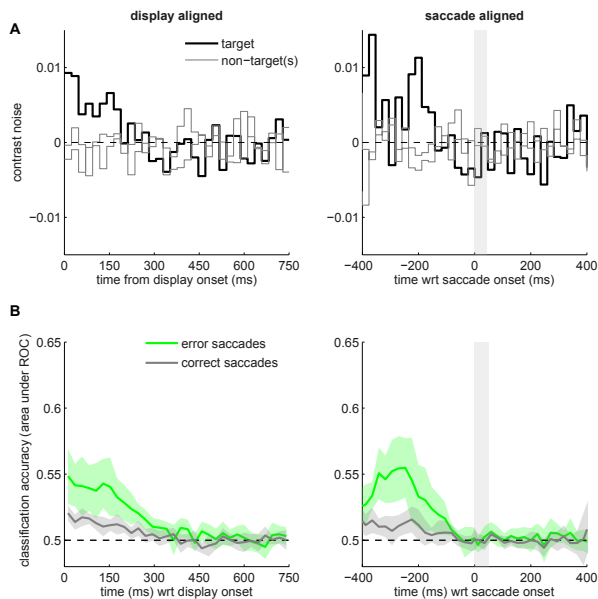 display aligned
saccade aligned
A
target
non−target(s)
contrast noise
0.01
0
−0.01
0 150 300 450 600 750
time from display onset (ms)
0.01
0
−0.01
−400 −200 0 200 400
time wrt saccade onset (ms)
B
error saccades
correct saccades
classification accuracy (area under ROC)
0.65
0.6
0.55
0.5
0 150 300 450 600 750
time (ms) wrt display onset
0.65
0.6
0.55
0.5
−400 −200 0 200 400
time (ms) wrt saccade onset